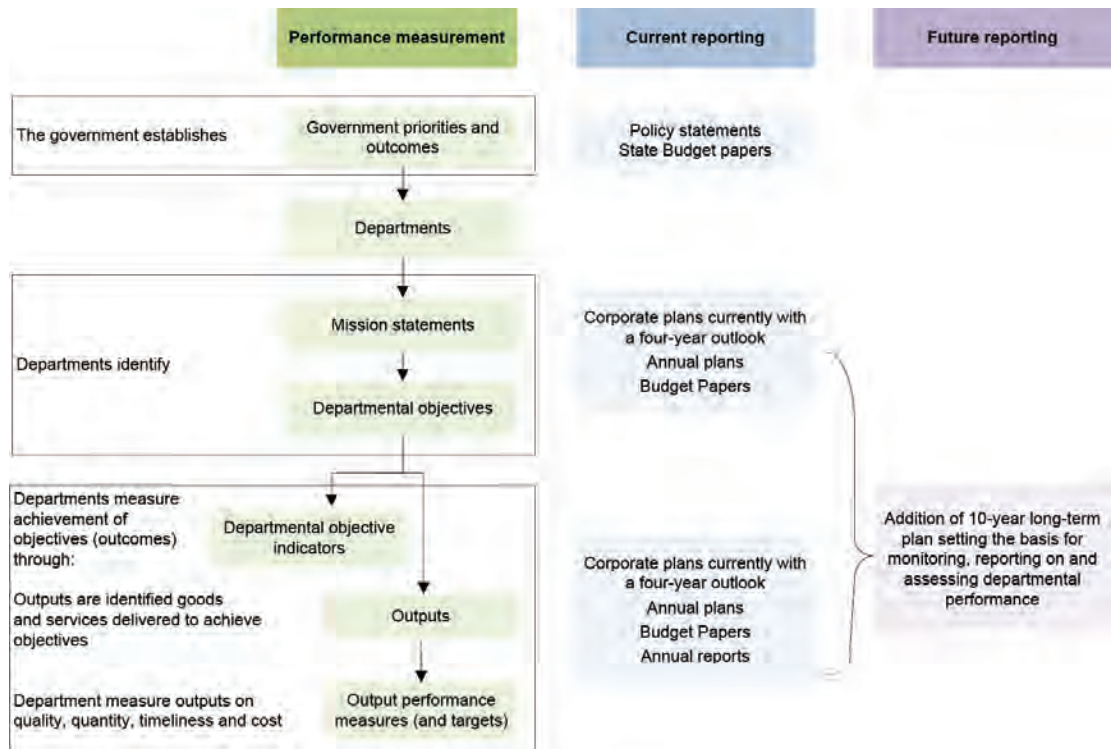 Performance measurement
Current reporting
Future reporting
The government establishes
Government priorities and
outcomes
Policy statements
State Budget papers
Departments
Departments identify
Mission statements
Departmental objectives
Corporate plans currently with
a four-year outlook
Annual plans
Budget Papers
Departments measure
achievement of
objectives (outcomes)
through:
Departmental objective
indicators
Outputs are identified goods
and services delivered to achieve
objectives
Outputs
Department measure outputs on
quality, quantity, timeliness and cost
Output performance
measures (and targets)
Corporate plans currently with
a four-year outlook
Annual plans
Budget Papers
Annual reports
Addition of 10-year long-term
plan setting the basis for
monitoring, reporting on and
assessing departmental
performance